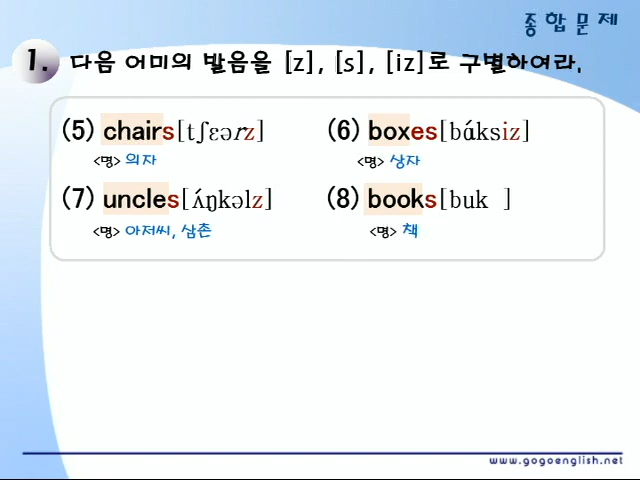 종합문제
1. 다음 어미의 발음을 [z], [s], [iz]로 구별하여라.
(5) chairs[tʃɛərz] (6) boxes[bάksiz]
<명> 의자 <명> 상자
(7) uncles[ʌ́ŋkəlz] (8) books[buk ]
<명> 아저씨, 삼촌 <명> 책
www.gogoenglish.net